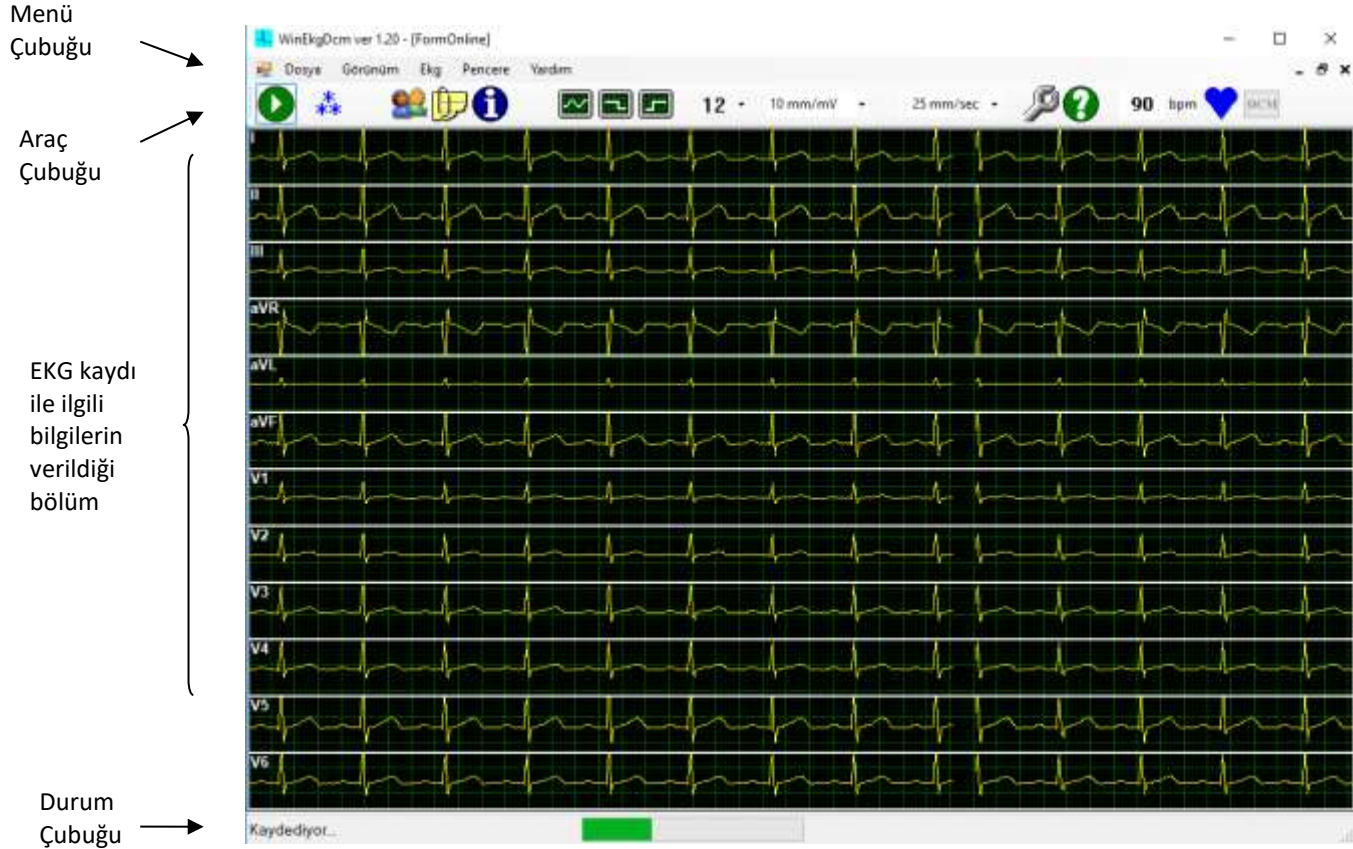 Menü
Çubuğu
WinEkgDcm ver 1.20 - [FormOnline]
Dosya Görünüm Ekg Pencere Yardım
12 10 mm/mV 25 mm/sec 90 bpm
Araç
Çubuğu
I
II
III
aVR
aVL
aVF
V1
V2
V3
V4
V5
V6
EKG kaydı
ile ilgili
bilgilerin
verildiği
bölüm
Durum
Çubuğu
Kaydediyor...